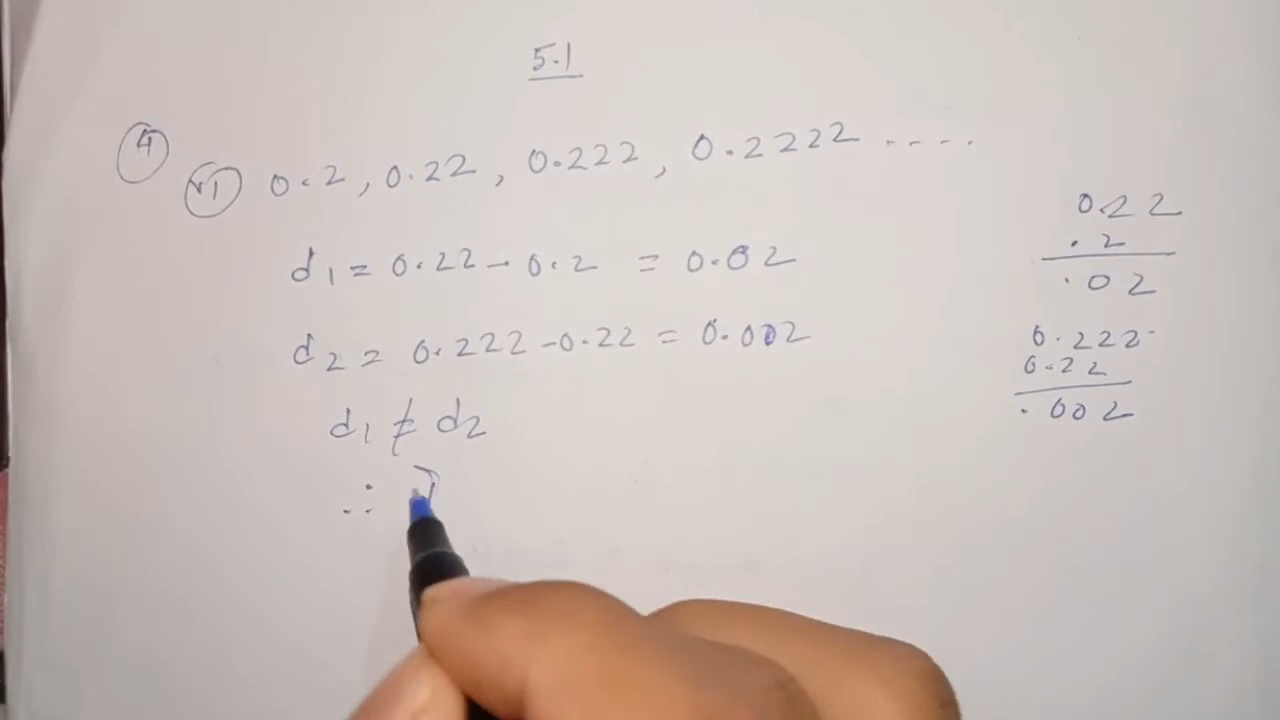 5.1
4
vi 0.2, 0.22, 0.222, 0.2222 ....
d1 = 0.22 - 0.2 = 0.02
d2 = 0.222 - 0.22 = 0.002
d1 ≠ d2
∴
0.22
.2
.02
0.222
0.22
.002